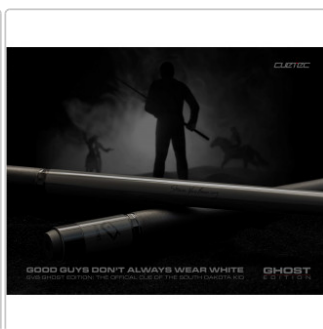 CUETEC
GOOD GUYS DON'T ALWAYS WEAR WHITE
SVB GHOST EDITION: THE OFFICIAL CUE OF THE SOUTH DAKOTA KID
GHOST
EDITION